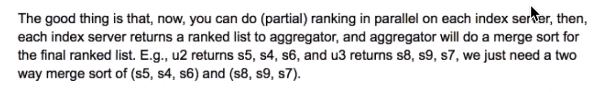 The good thing is that, now, you can do (partial) ranking in parallel on each index server, then,
each index server returns a ranked list to aggregator, and aggregator will do a merge sort for
the final ranked list. E.g., u2 returns s5, s4, s6, and u3 returns s8, s9, s7, we just need a two
way merge sort of (s5, s4, s6) and (s8, s9, s7).